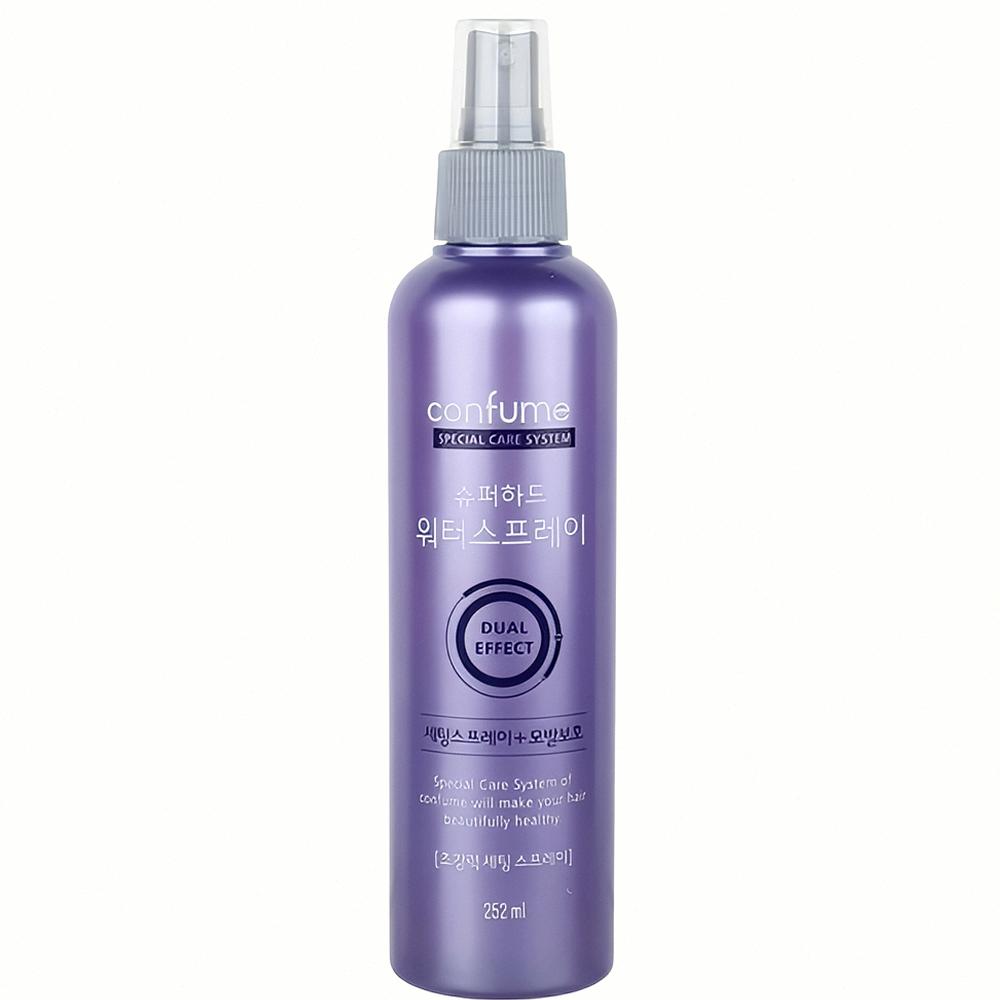 confume
SPECIAL CARE SYSTEM
슈퍼하드
워터스프레이
DUAL
EFFECT
세팅스프레이+모발보호
Special Care System of
confume will make your hair
beautifully healthy.
[초강력 세팅 스프레이]
252 ml